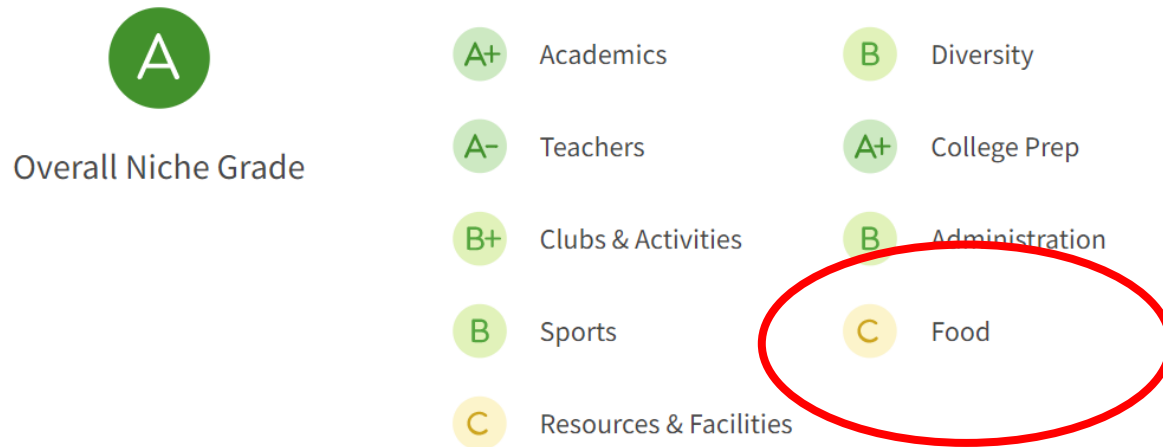 A
Overall Niche Grade
A+ Academics
A- Teachers
B+ Clubs & Activities
B Sports
C Resources & Facilities
B Diversity
A+ College Prep
B Administration
C Food